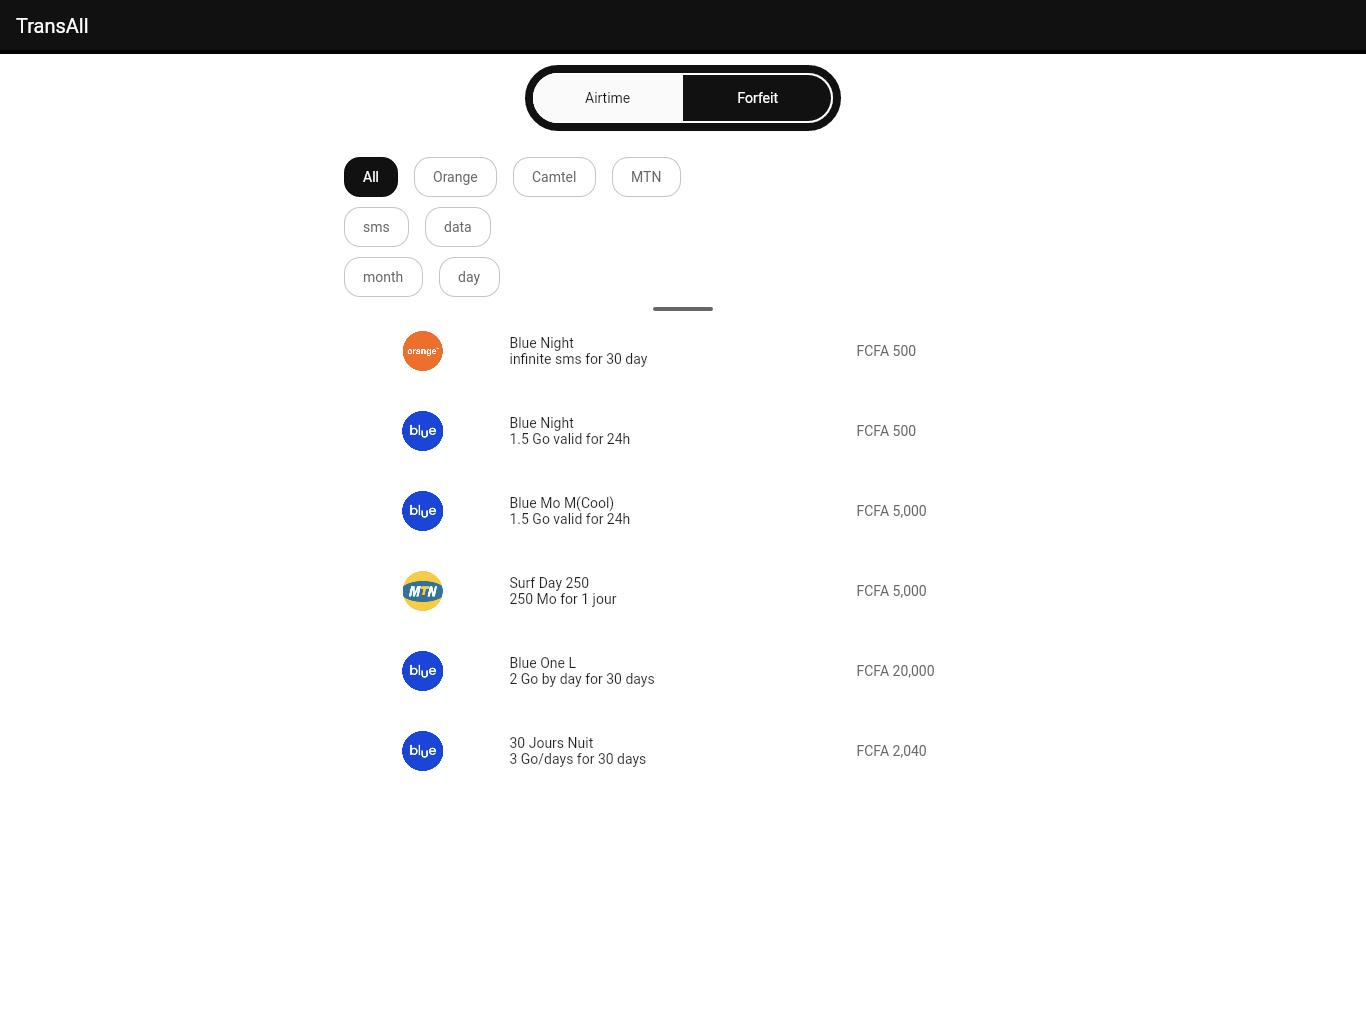 TransAll
Airtime Forfeit
All Orange Camtel MTN
sms data
month day
orange™
Blue Night
infinite sms for 30 day
FCFA 500
blue
Blue Night
1.5 Go valid for 24h
FCFA 500
blue
Blue Mo M(Cool)
1.5 Go valid for 24h
FCFA 5,000
MTN
Surf Day 250
250 Mo for 1 jour
FCFA 5,000
blue
Blue One L
2 Go by day for 30 days
FCFA 20,000
blue
30 Jours Nuit
3 Go/days for 30 days
FCFA 2,040